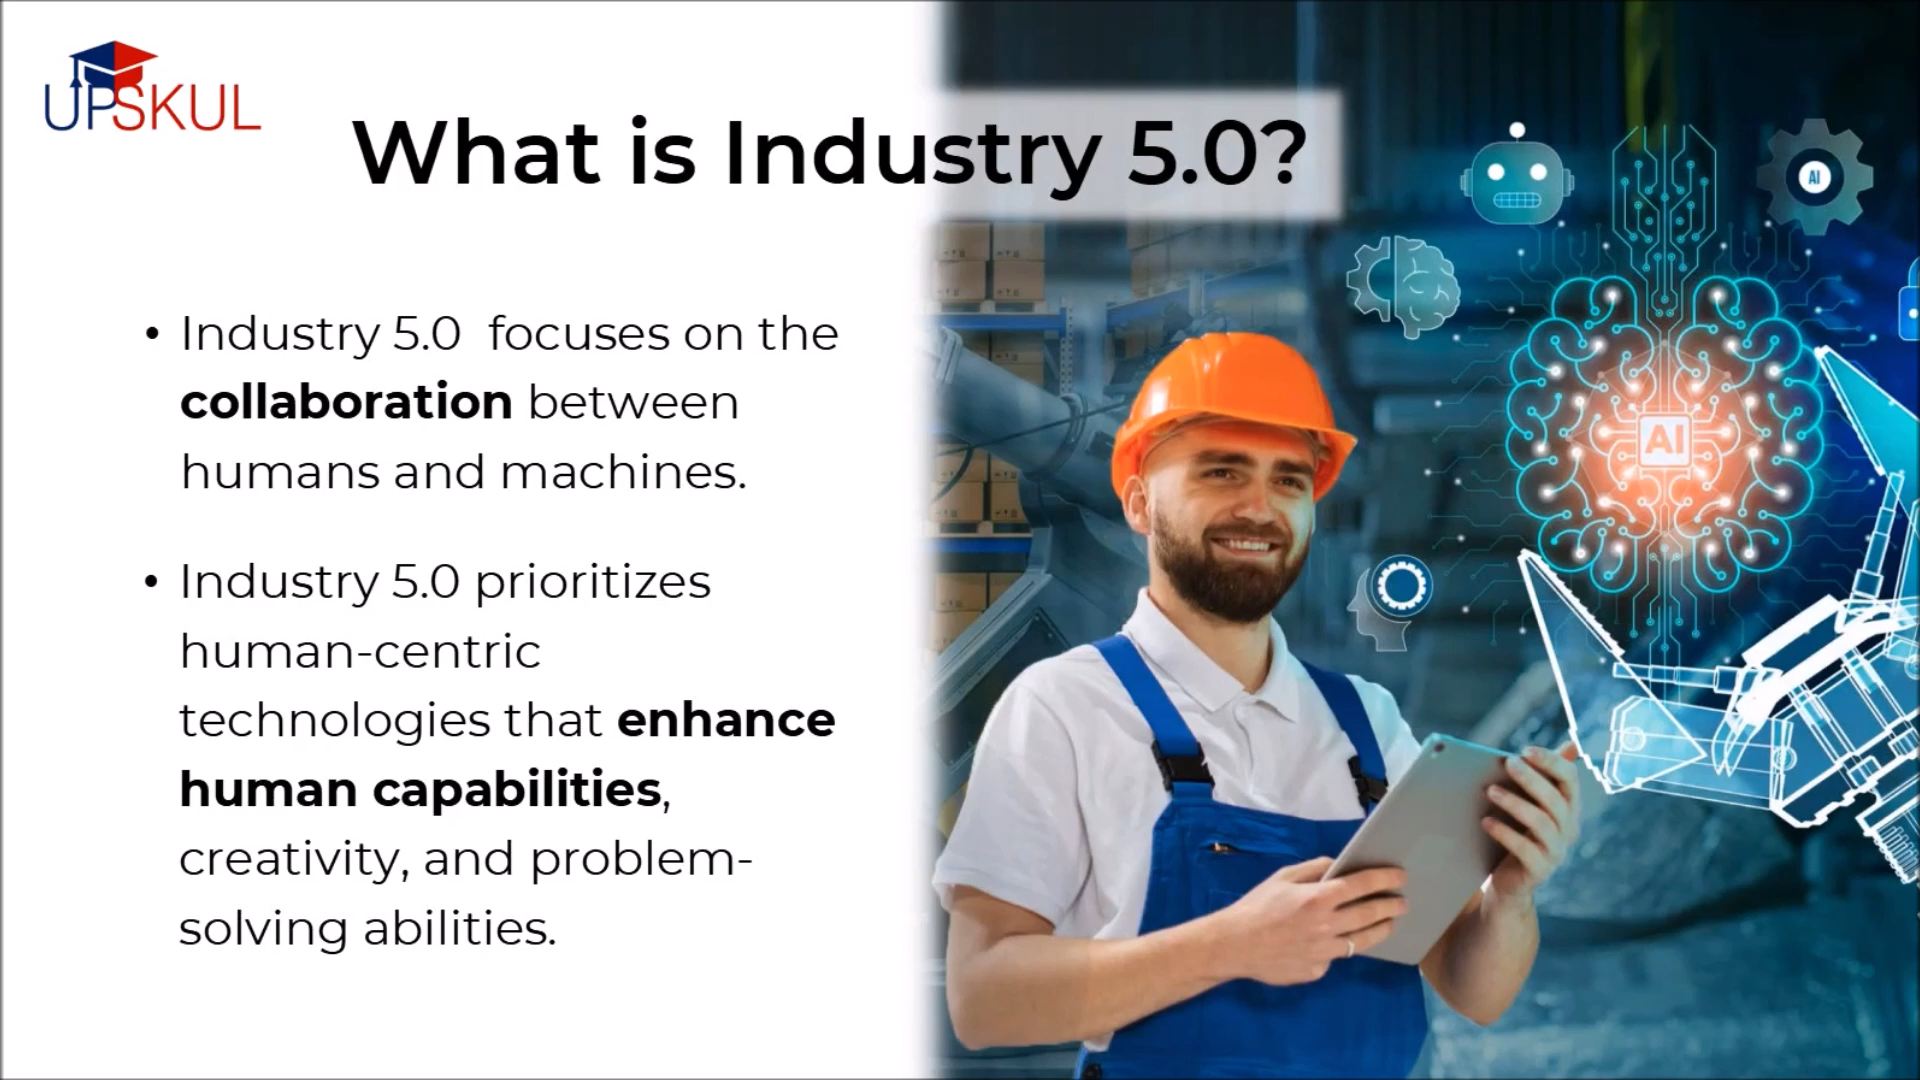 UPSKUL
What is Industry 5.0?
• Industry 5.0  focuses on the
collaboration between
humans and machines.
• Industry 5.0 prioritizes
human-centric
technologies that enhance
human capabilities,
creativity, and problem-
solving abilities.
AI
AI